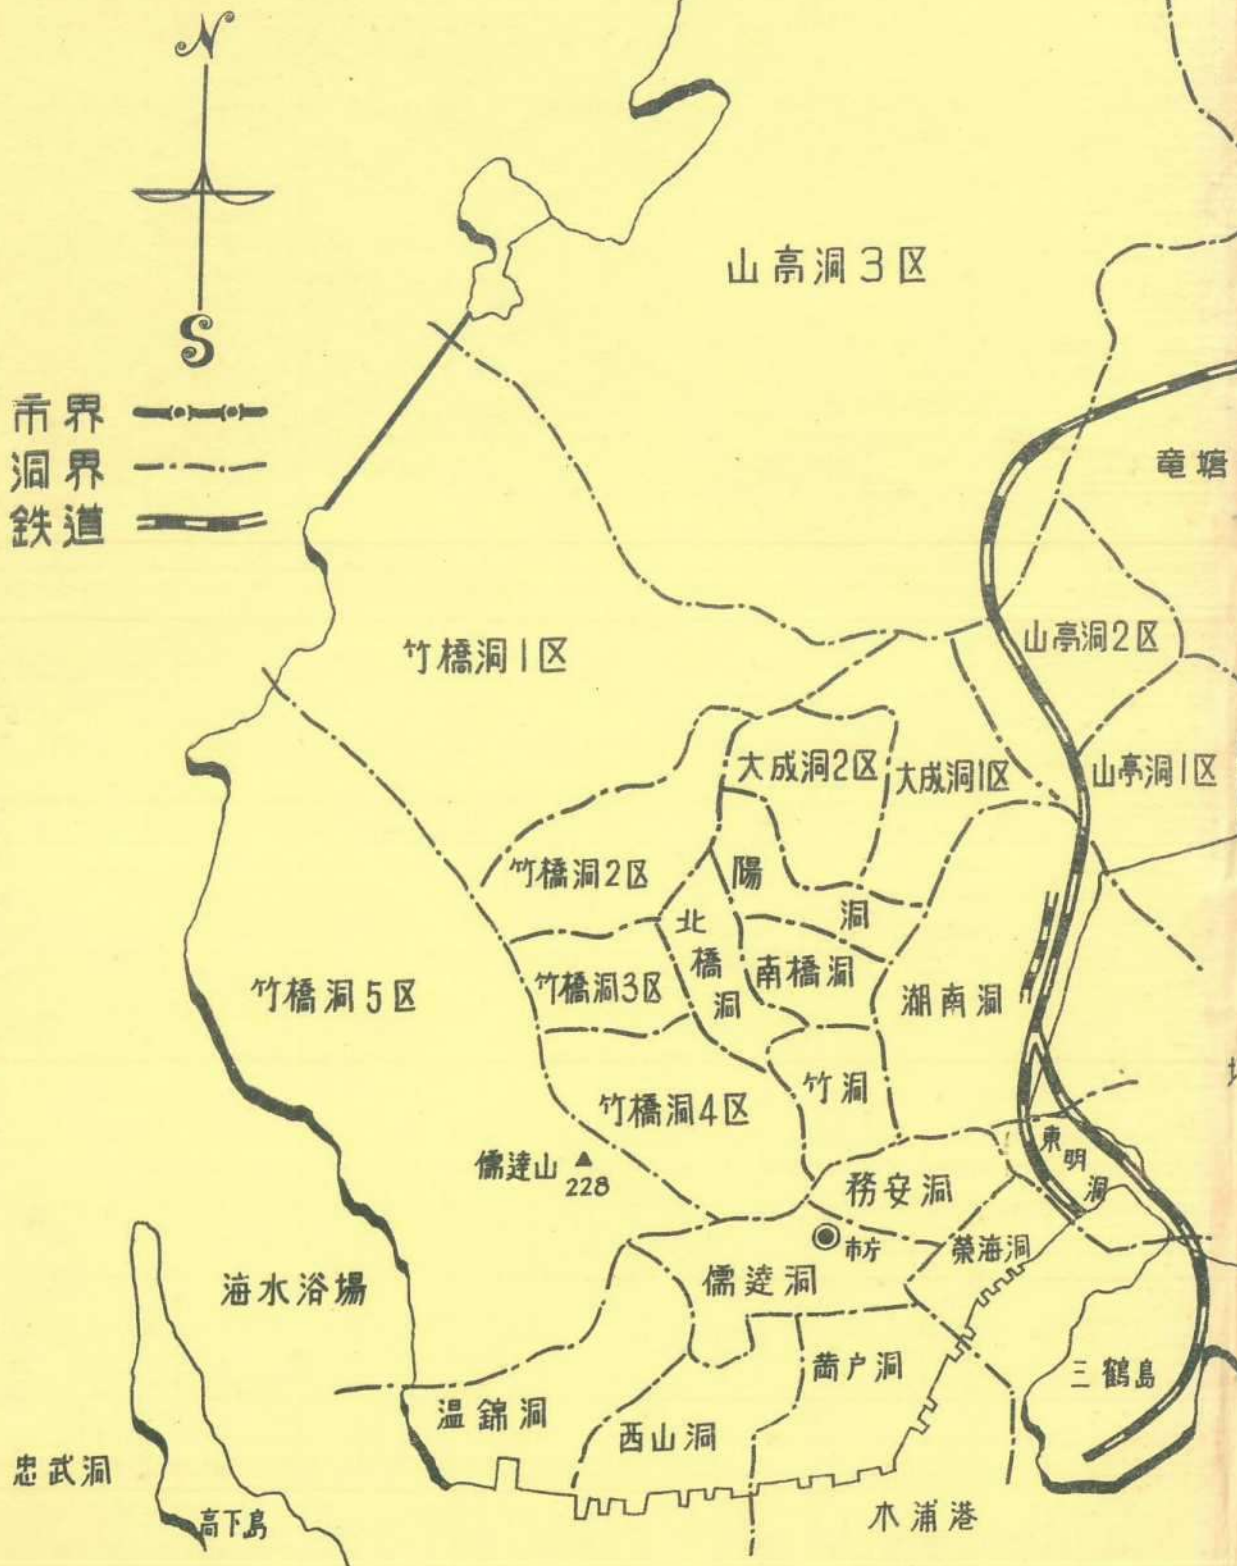 N
S
市界
洞界
鉄道
山亭洞3区
竜塘
竹橋洞1区
山亭洞2区
大成洞2区
大成洞1区
山亭洞1区
竹橋洞2区
陽洞
北橋洞
竹橋洞3区
南橋洞
湖南洞
竹橋洞5区
竹橋洞4区
竹洞
東明洞
儒達山
228
務安洞
市庁
榮海洞
儒達洞
海水浴場
戸洞
三鶴島
温錦洞
西山洞
忠武洞
高下島
木浦港